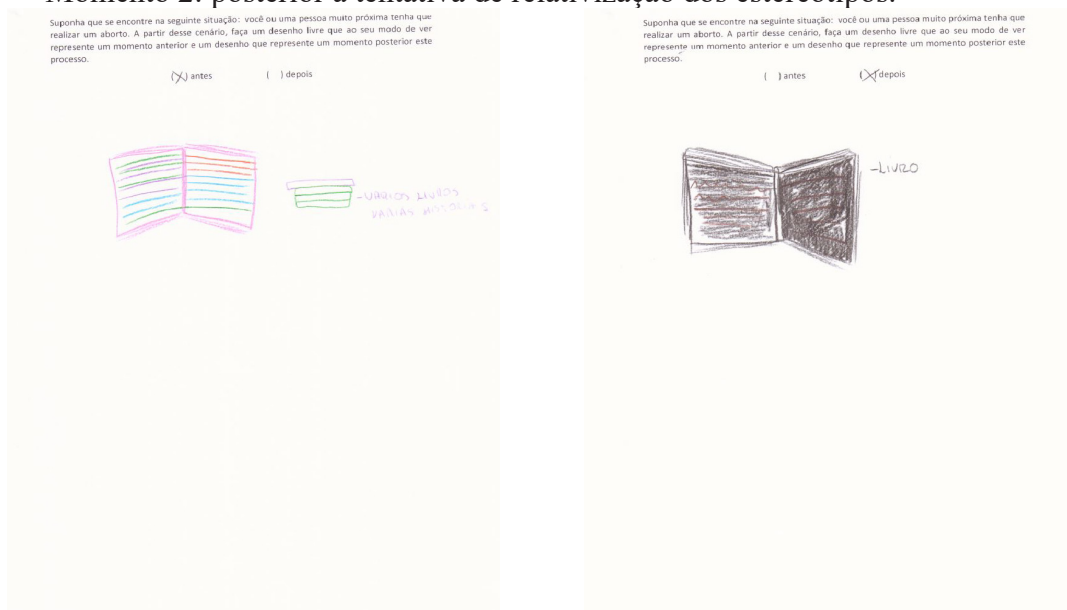 Momento 2: posterior à tentativa de relativização dos estereótipos.
Suponha que se encontre na seguinte situação: você ou uma pessoa muito próxima tenha que
realizar um aborto. A partir desse cenário, faça um desenho livre que ao seu modo de ver
represente um momento anterior e um desenho que represente um momento posterior este
processo.
(X) antes ( ) depois
-VÁRIOS LIVROS
VÁRIAS HISTÓRIAS
Suponha que se encontre na seguinte situação: você ou uma pessoa muito próxima tenha que
realizar um aborto. A partir desse cenário, faça um desenho livre que ao seu modo de ver
represente um momento anterior e um desenho que represente um momento posterior este
processo.
( ) antes (X) depois
-LIVRO